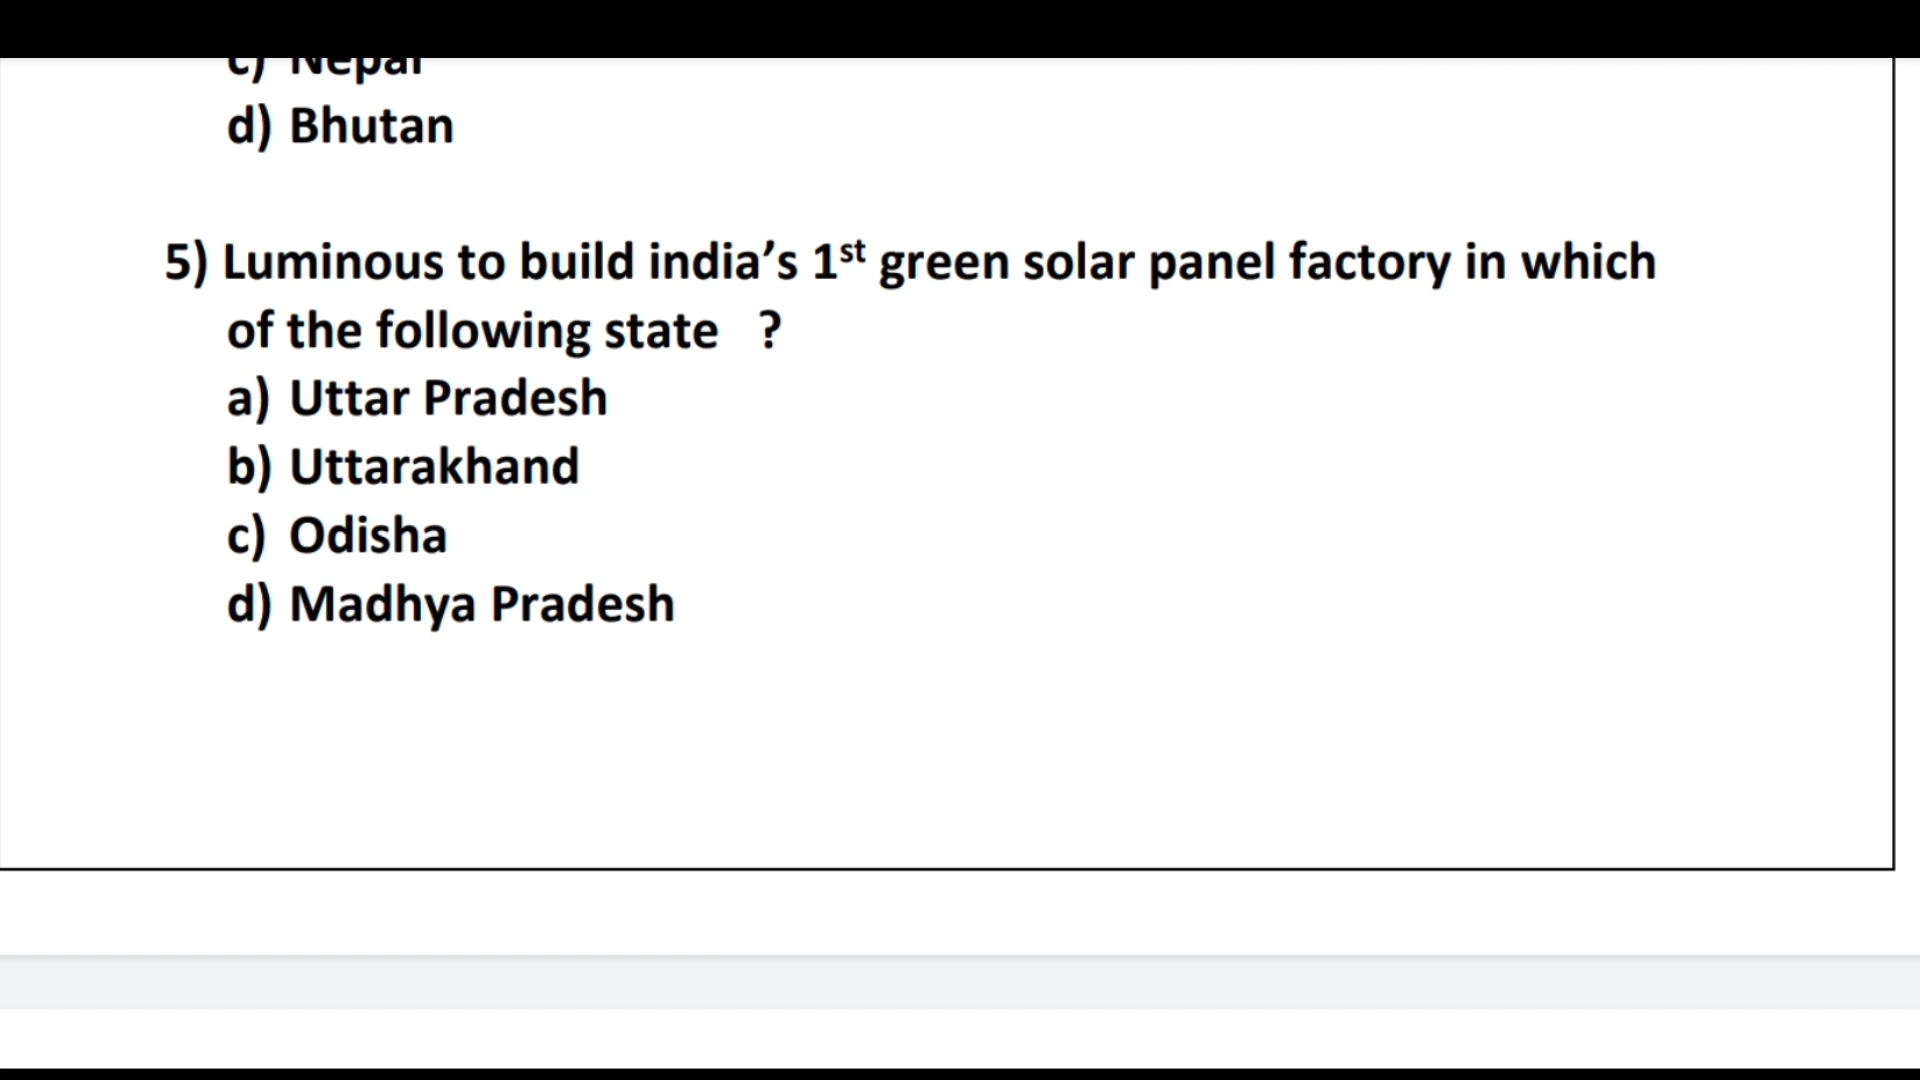 c) Nepal
d) Bhutan
5) Luminous to build india’s 1st green solar panel factory in which
of the following state ?
a) Uttar Pradesh
b) Uttarakhand
c) Odisha
d) Madhya Pradesh